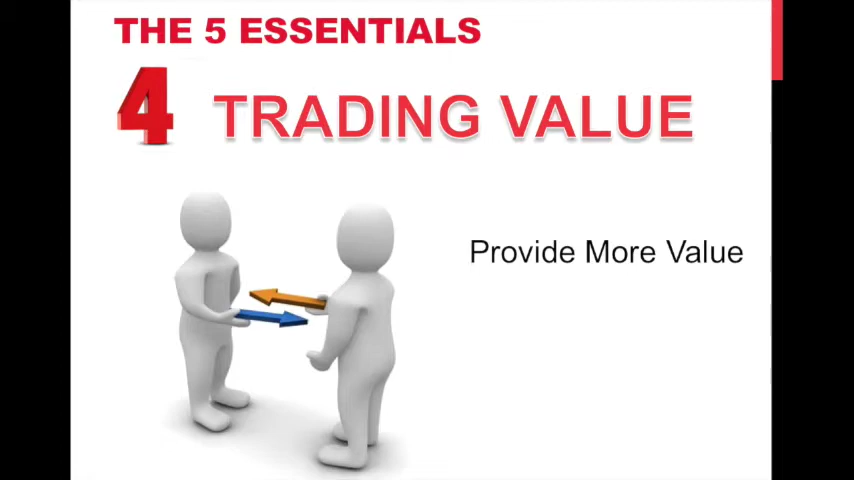 THE 5 ESSENTIALS
4 TRADING VALUE
Provide More Value